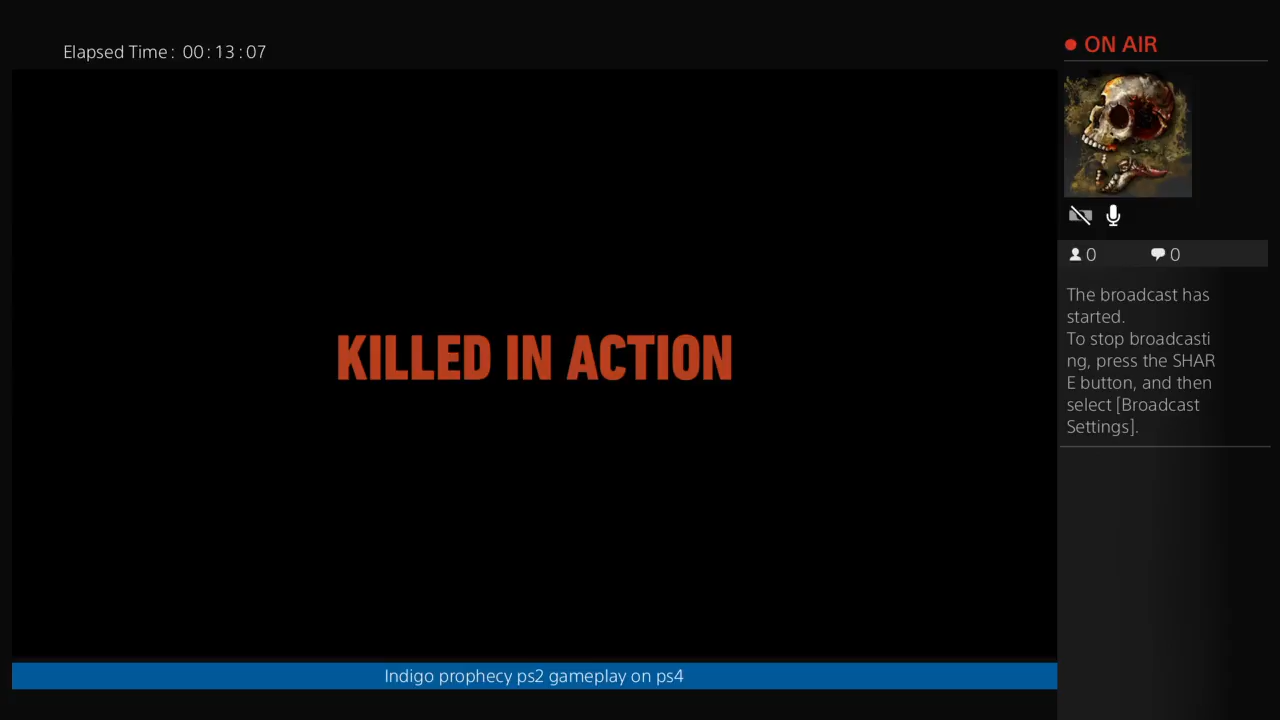 Elapsed Time: 00:13:07
ON AIR
KILLED IN ACTION
0
0
The broadcast has
started.
To stop broadcasti
ng, press the SHAR
E button, and then
select [Broadcast
Settings].
Indigo prophecy ps2 gameplay on ps4